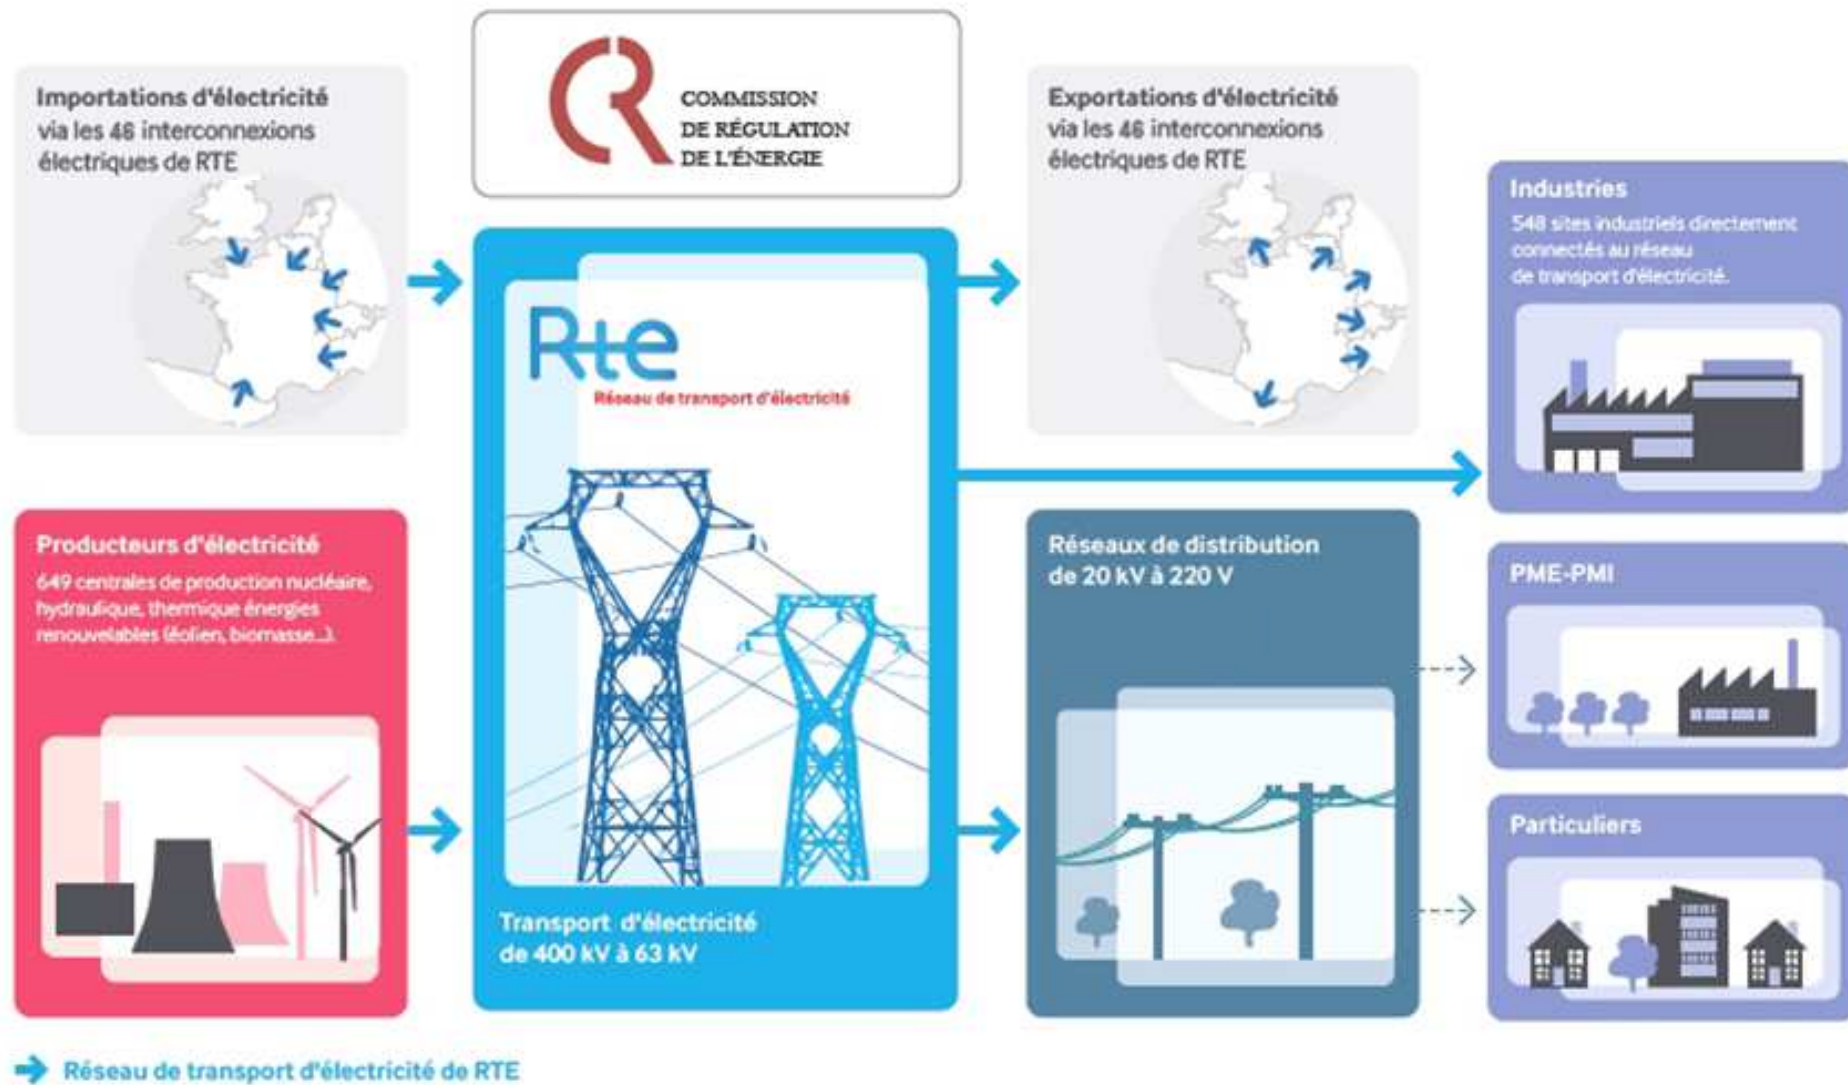 Importations d'électricité
via les 46 interconnexions
électriques de RTE
CR
COMMISSION
DE RÉGULATION
DE L'ÉNERGIE
Exportations d'électricité
via les 46 interconnexions
électriques de RTE
Industries
548 sites industriels directement
connectés au réseau
de transport d'électricité.
Rte
Réseau de transport d'électricité
Producteurs d'électricité
649 centrales de production nucléaire,
hydraulique, thermique énergies
renouvelables (éolien, biomasse...).
Transport d'électricité
de 400 kV à 63 kV
Réseaux de distribution
de 20 kV à 220 V
PME-PMI
Particuliers
Réseau de transport d'électricité de RTE